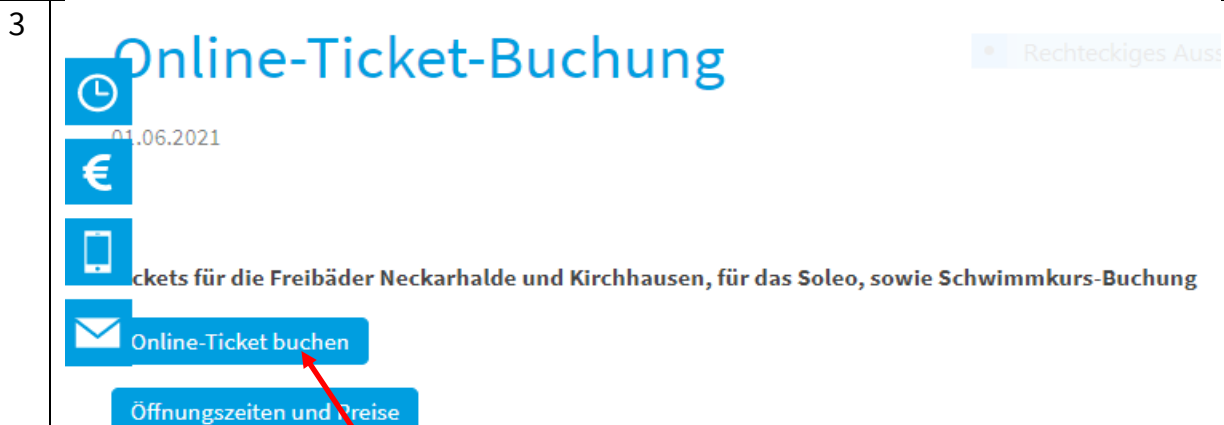 3
Online-Ticket-Buchung
Rechteckiges Auss
01.06.2021
€
ckets für die Freibäder Neckarhalde und Kirchhausen, für das Soleo, sowie Schwimmkurs-Buchung
Online-Ticket buchen
Öffnungszeiten und Preise